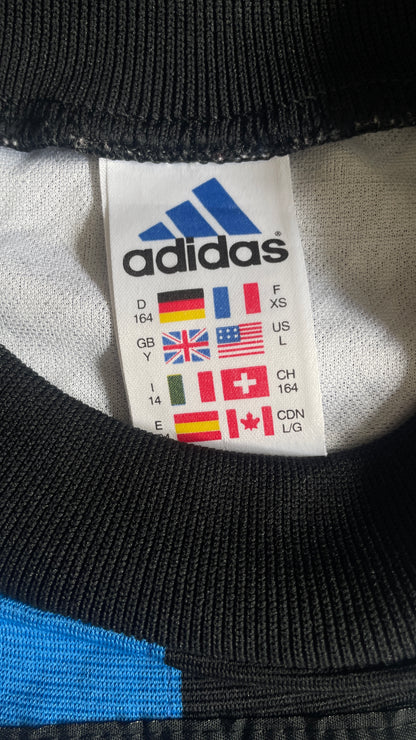 adidas®
D F
164 XS
GB US
Y L
I CH
14 164
E CDN
L/G